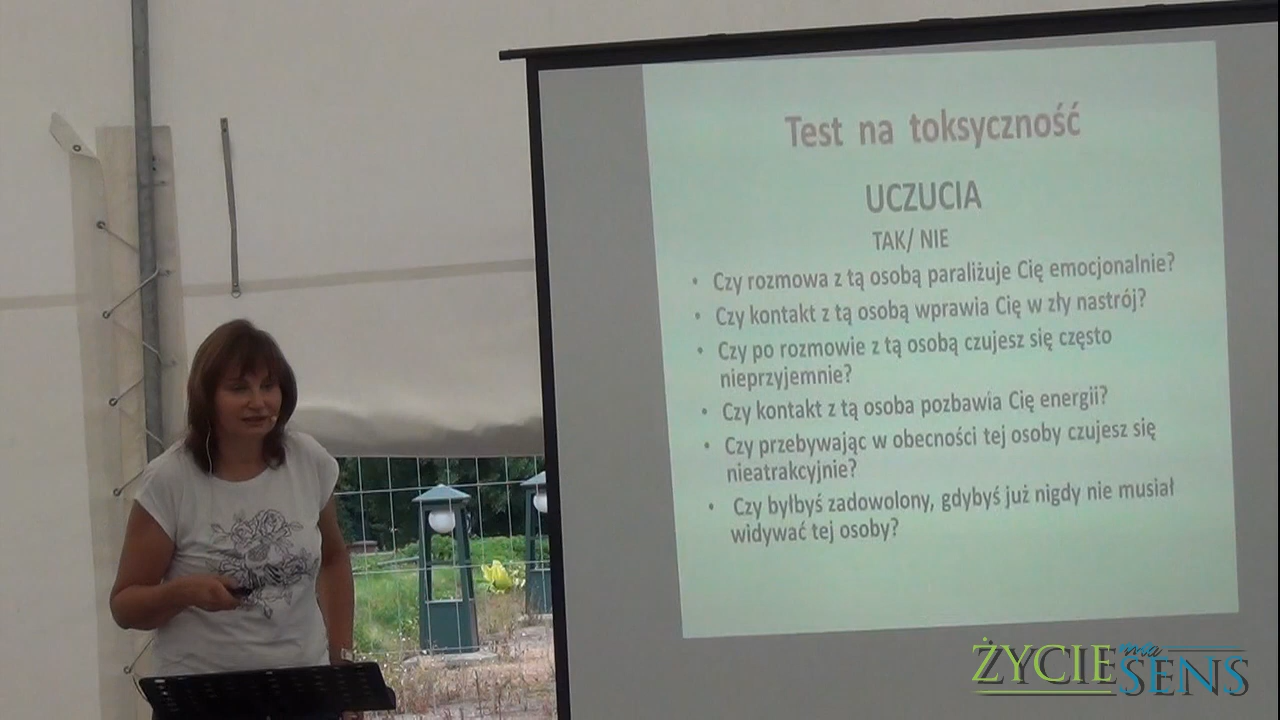 Test na toksyczność
UCZUCIA
TAK/ NIE
• Czy rozmowa z tą osobą paraliżuje Cię emocjonalnie?
• Czy kontakt z tą osobą wprawia Cię w zły nastrój?
• Czy po rozmowie z tą osobą czujesz się często
nieprzyjemnie?
• Czy kontakt z tą osoba pozbawia Cię energii?
• Czy przebywając w obecności tej osoby czujesz się
nieatrakcyjnie?
• Czy byłbyś zadowolony, gdybyś już nigdy nie musiał
widywać tej osoby?
ŻYCIE ma
SENS